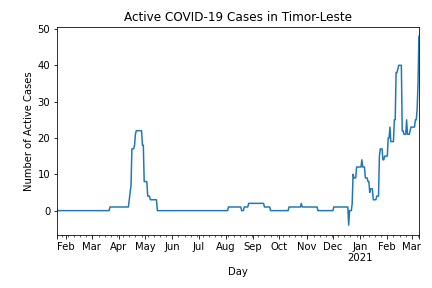 Active COVID-19 Cases in Timor-Leste
Number of Active Cases
50
40
30
20
10
0
Feb Mar Apr May Jun Jul Aug Sep Oct Nov Dec Jan Feb Mar
2021
Day